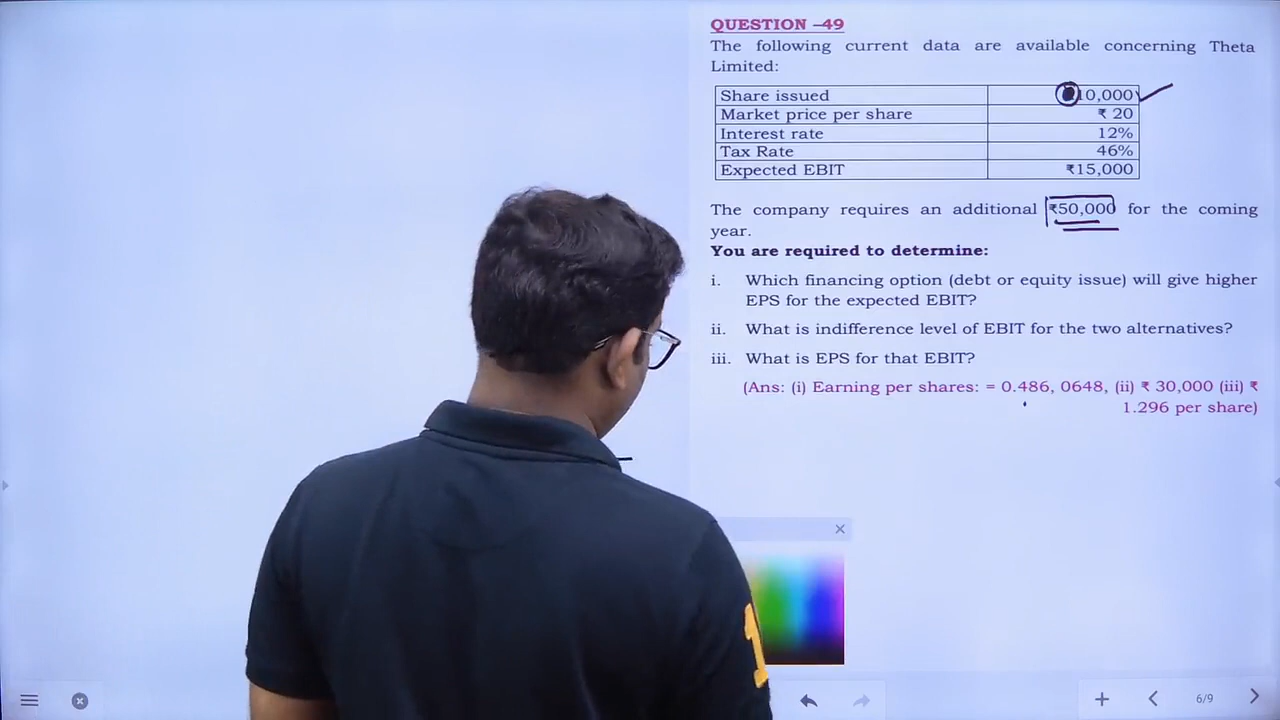 QUESTION –49
The following current data are available concerning Theta
Limited:
Share issued 10,000
Market price per share ₹ 20
Interest rate 12%
Tax Rate 46%
Expected EBIT ₹15,000
The company requires an additional ₹50,000 for the coming
year.
You are required to determine:
i. Which financing option (debt or equity issue) will give higher
EPS for the expected EBIT?
ii. What is indifference level of EBIT for the two alternatives?
iii. What is EPS for that EBIT?
(Ans: (i) Earning per shares: = 0.486, 0648, (ii) ₹ 30,000 (iii) ₹
1.296 per share)
1
6/9